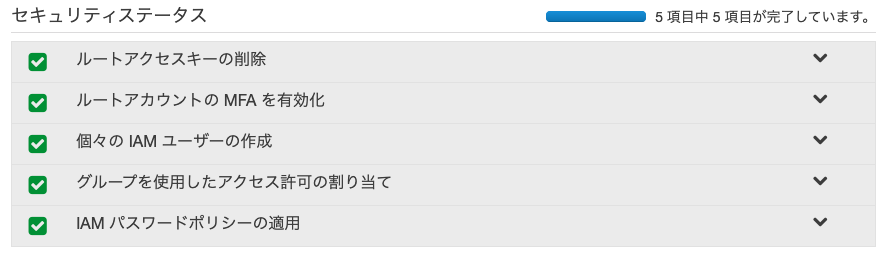 セキュリティステータス
5 項目中 5 項目が完了しています。
ルートアクセスキーの削除
ルートアカウントの MFA を有効化
個々の IAM ユーザーの作成
グループを使用したアクセス許可の割り当て
IAM パスワードポリシーの適用